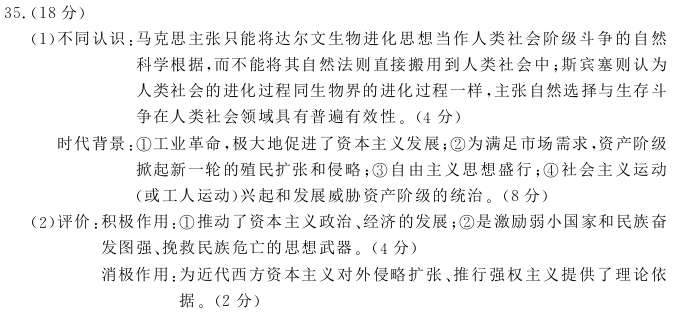 35.(18 分)
(1)不同认识:马克思主张只能将达尔文生物进化思想当作人类社会阶级斗争的自然
科学根据,而不能将其自然法则直接搬用到人类社会中;斯宾塞则认为
人类社会的进化过程同生物界的进化过程一样,主张自然选择与生存斗
争在人类社会领域具有普遍有效性。(4 分)
时代背景:①工业革命,极大地促进了资本主义发展;②为满足市场需求,资产阶级
掀起新一轮的殖民扩张和侵略;③自由主义思想盛行;④社会主义运动
(或工人运动)兴起和发展威胁资产阶级的统治。(8 分)
(2)评价:积极作用:①推动了资本主义政治、经济的发展;②是激励弱小国家和民族奋
发图强、挽救民族危亡的思想武器。(4 分)
消极作用:为近代西方资本主义对外侵略扩张、推行强权主义提供了理论依
据。(2 分)